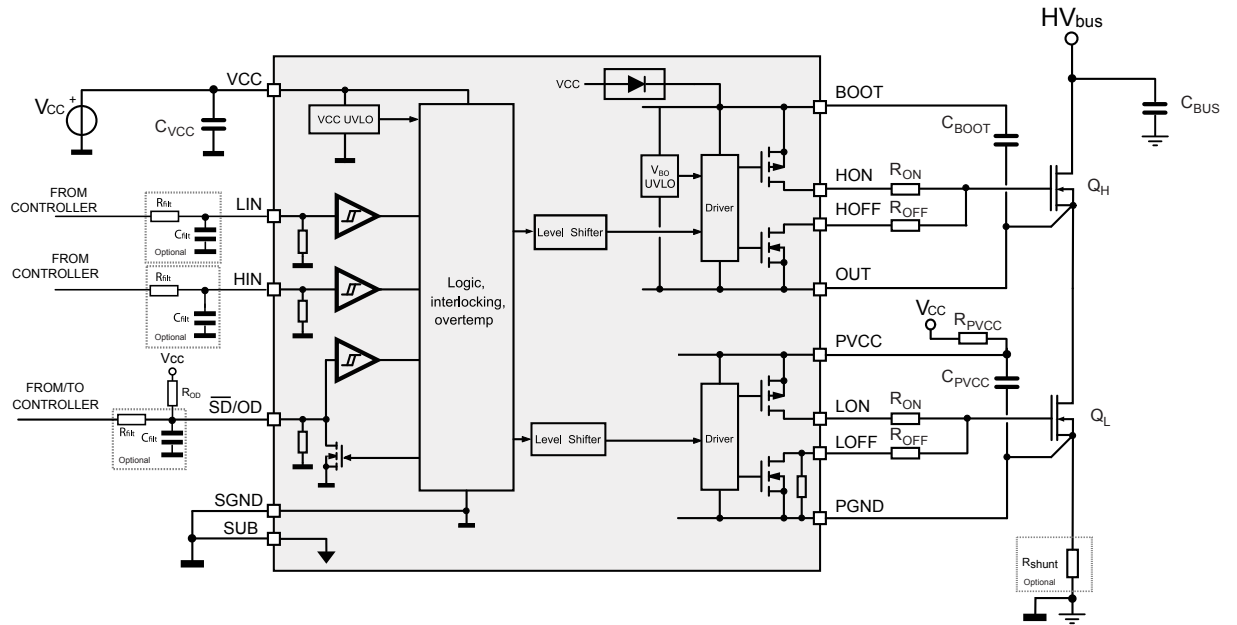 HVbus
CBUS
VCC
VCC
CVCC
VCC UVLO
VCC
BOOT
CBOOT
VBO
UVLO
Driver
HON
RON
HOFF
ROFF
QH
OUT
FROM
CONTROLLER
Rfilt
Cfilt
Optional
LIN
FROM
CONTROLLER
Rfilt
Cfilt
Optional
HIN
Level Shifter
Logic,
interlocking,
overtemp
VCC
RPVCC
PVCC
CPVCC
Vcc
ROD
FROM/TO
CONTROLLER
Rfilt
Cfilt
Optional
SD/OD
Level Shifter
Driver
LON
RON
LOFF
ROFF
QL
PGND
SGND
SUB
Rshunt
Optional